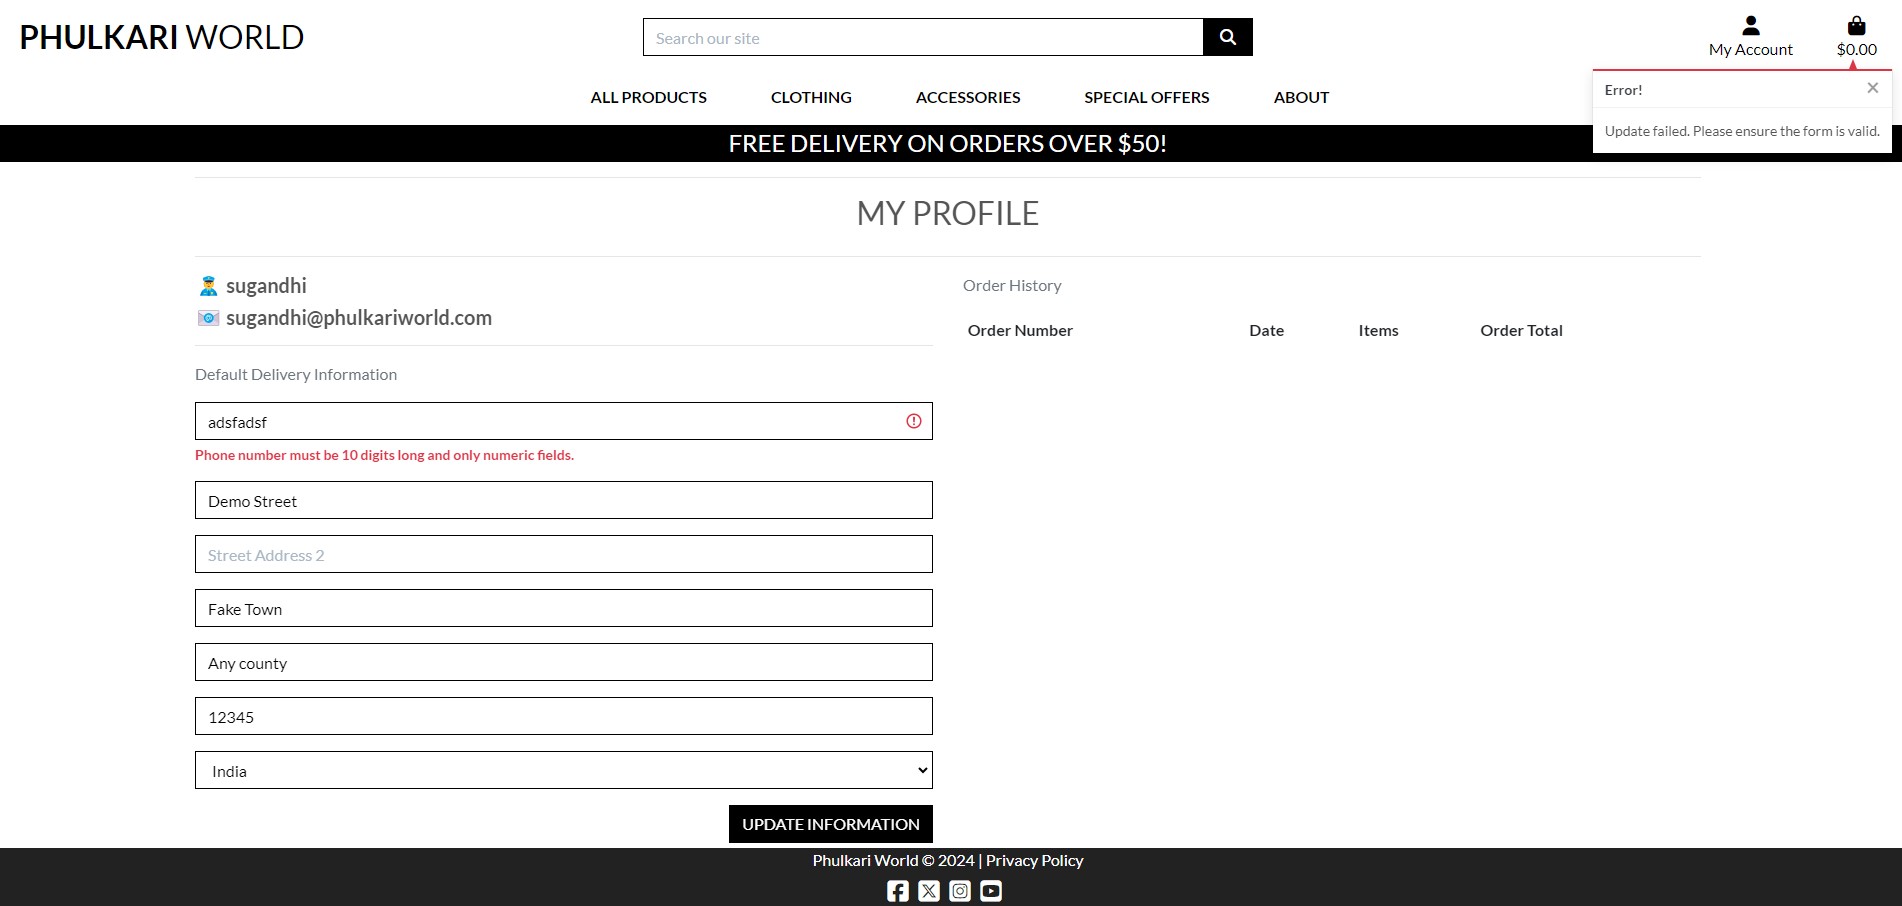 PHULKARI WORLD
Search our site
My Account
$0.00
ALL PRODUCTS
CLOTHING
ACCESSORIES
SPECIAL OFFERS
ABOUT
Error!
×
Update failed. Please ensure the form is valid.
FREE DELIVERY ON ORDERS OVER $50!
MY PROFILE
sugandhi
sugandhi@phulkariworld.com
Default Delivery Information
adsfadsf
Phone number must be 10 digits long and only numeric fields.
Demo Street
Street Address 2
Fake Town
Any county
12345
India
UPDATE INFORMATION
Order History
Order Number Date Items Order Total
Phulkari World © 2024 | Privacy Policy